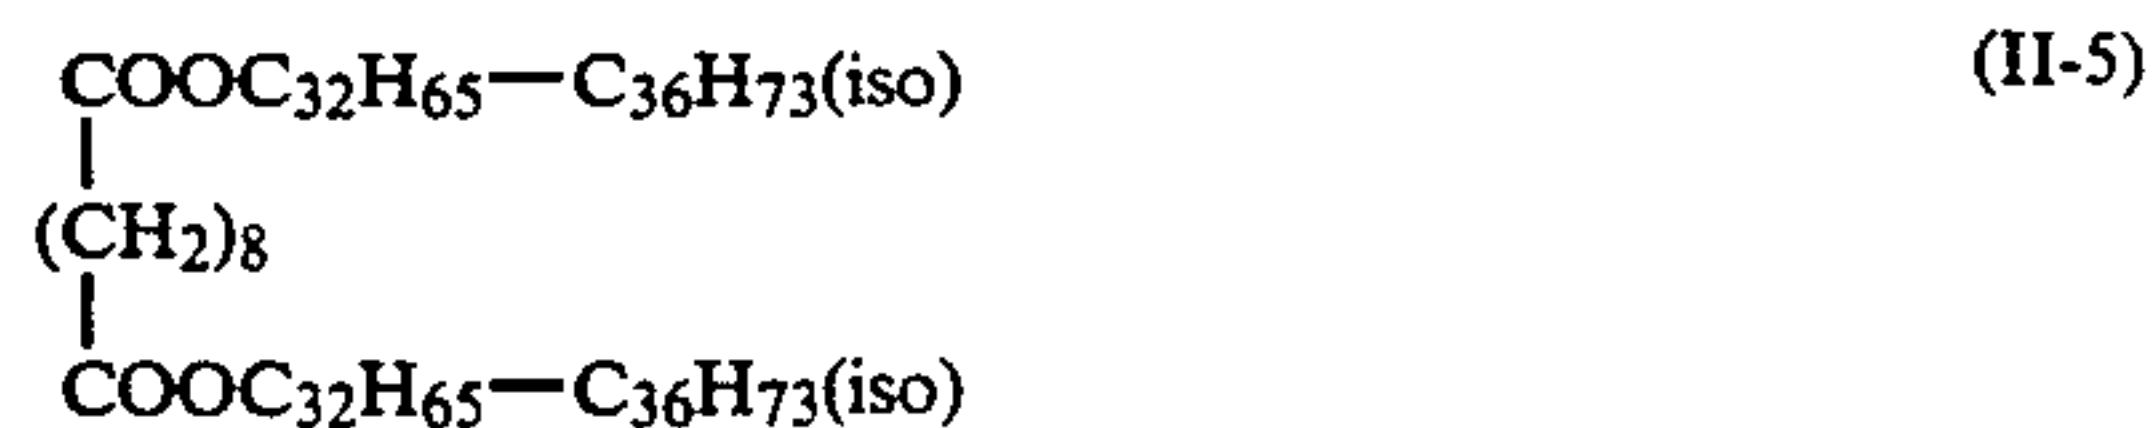 COOC32H65—C36H73(iso) (II-5)
(CH2)8
COOC32H65—C36H73(iso)